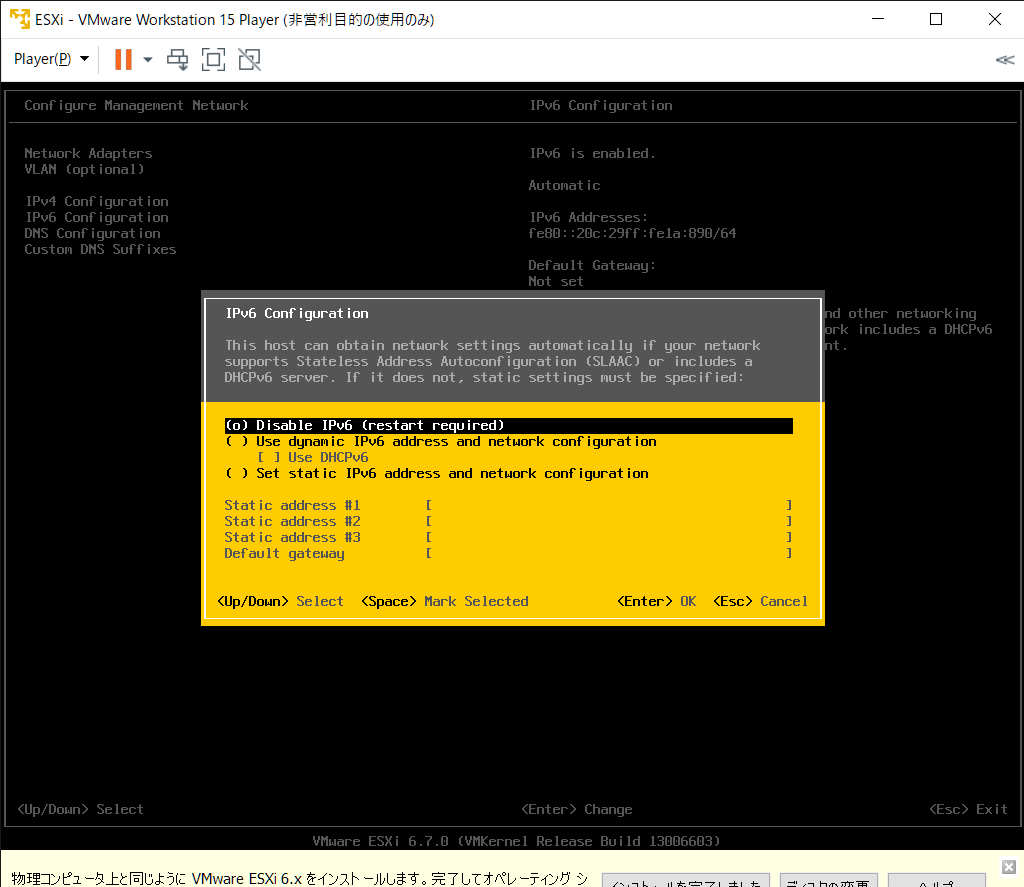 ESXi - VMware Workstation 15 Player (非営利目的の使用のみ)
Player(P)
Configure Management Network
IPv6 Configuration
Network Adapters
VLAN (optional)
IPv4 Configuration
IPv6 Configuration
DNS Configuration
Custom DNS Suffixes
IPv6 is enabled.
Automatic
IPv6 Addresses:
fe80::20c:29ff:fe1a:890/64
Default Gateway:
Not set
nd other networking
ork includes a DHCPv6
nt.
IPv6 Configuration
This host can obtain network settings automatically if your network
supports Stateless Address Autoconfiguration (SLAAC) or includes a
DHCPv6 server. If it does not, static settings must be specified:
(o) Disable IPv6 (restart required)
( ) Use dynamic IPv6 address and network configuration
[ ] Use DHCPv6
( ) Set static IPv6 address and network configuration
Static address #1 [ ]
Static address #2 [ ]
Static address #3 [ ]
Default gateway [ ]
<Up/Down> Select <Space> Mark Selected <Enter> OK <Esc> Cancel
<Up/Down> Select <Enter> Change <Esc> Exit
VMware ESXi 6.7.0 (VMKernel Release Build 13006603)
物理コンピュータ上と同じように VMware ESXi 6.x をインストールします。完了してオペレーティング シ
インストールを完了しました
ディスクの変更
ヘルプ